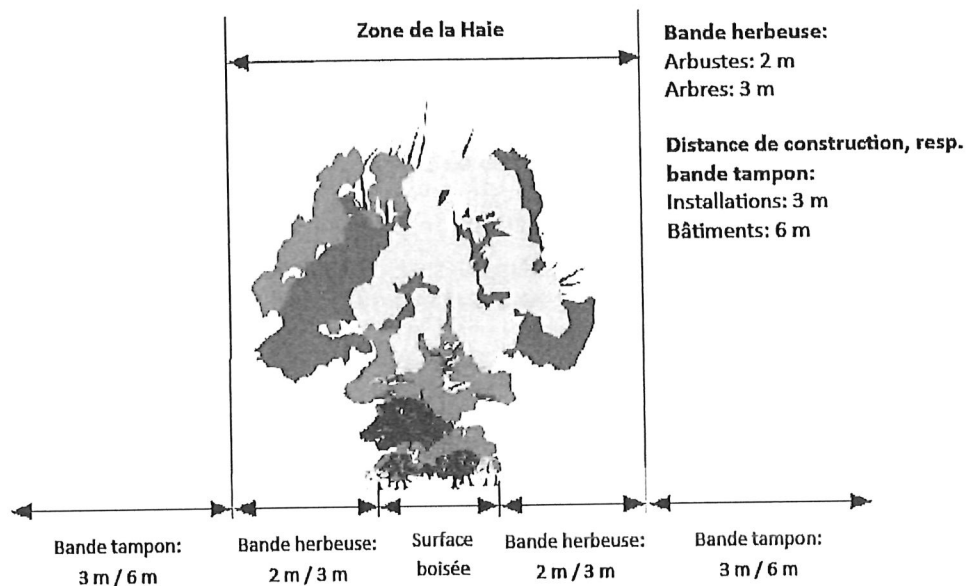 Zone de la Haie
Bande herbeuse:
Arbustes: 2 m
Arbres: 3 m
Distance de construction, resp.
bande tampon:
Installations: 3 m
Bâtiments: 6 m
Bande tampon:
3 m / 6 m
Bande herbeuse:
2 m / 3 m
Surface
boisée
Bande herbeuse:
2 m / 3 m
Bande tampon:
3 m / 6 m